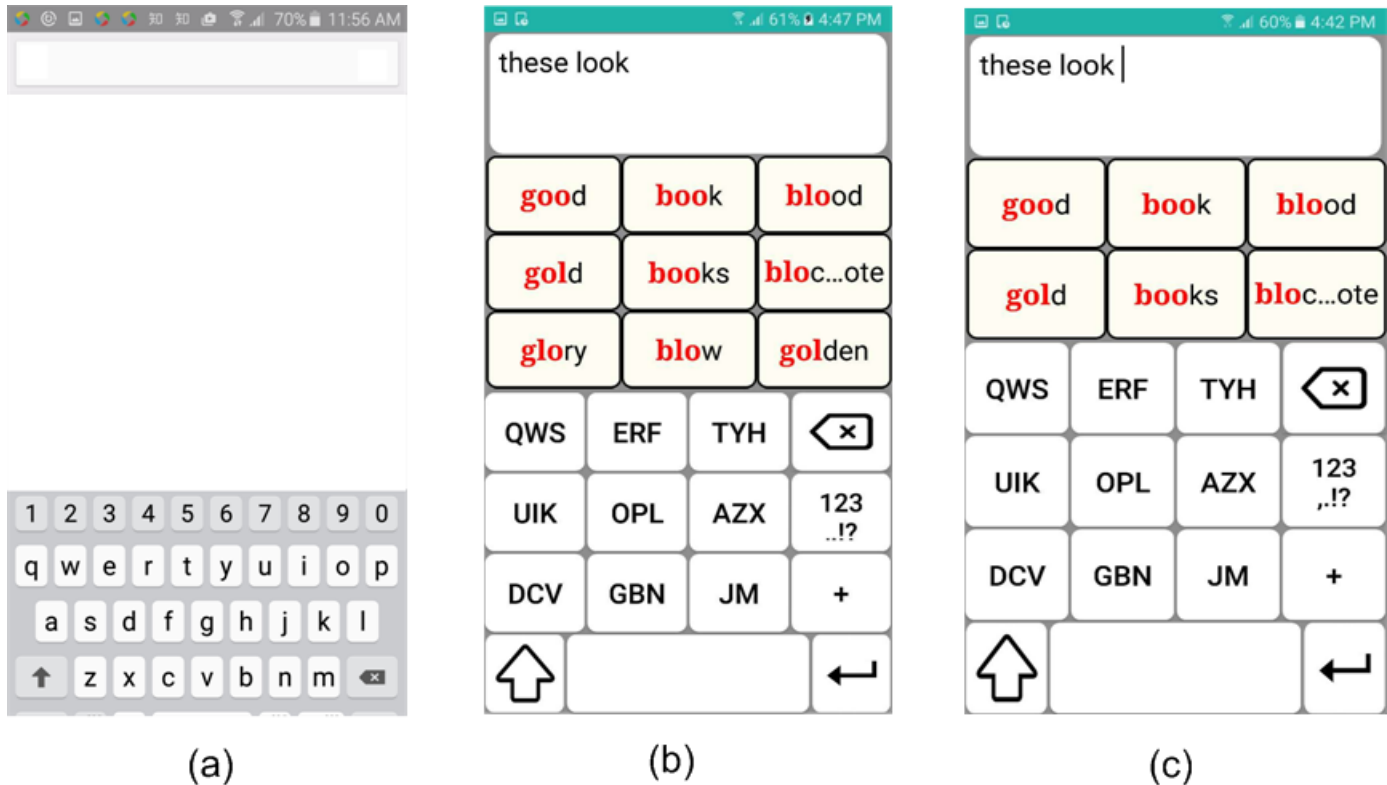 知 知 70% 11:56 AM
1 2 3 4 5 6 7 8 9 0
q w e r t y u i o p
a s d f g h j k l
z x c v b n m
(a)
61% 4:47 PM
these look
good book blood
gold books bloc...ote
glory blow golden
QWS ERF TYH
UIK OPL AZX 123
..!?
DCV GBN JM +
(b)
60% 4:42 PM
these look
good book blood
gold books bloc...ote
QWS ERF TYH
UIK OPL AZX 123
,.!?
DCV GBN JM +
(c)